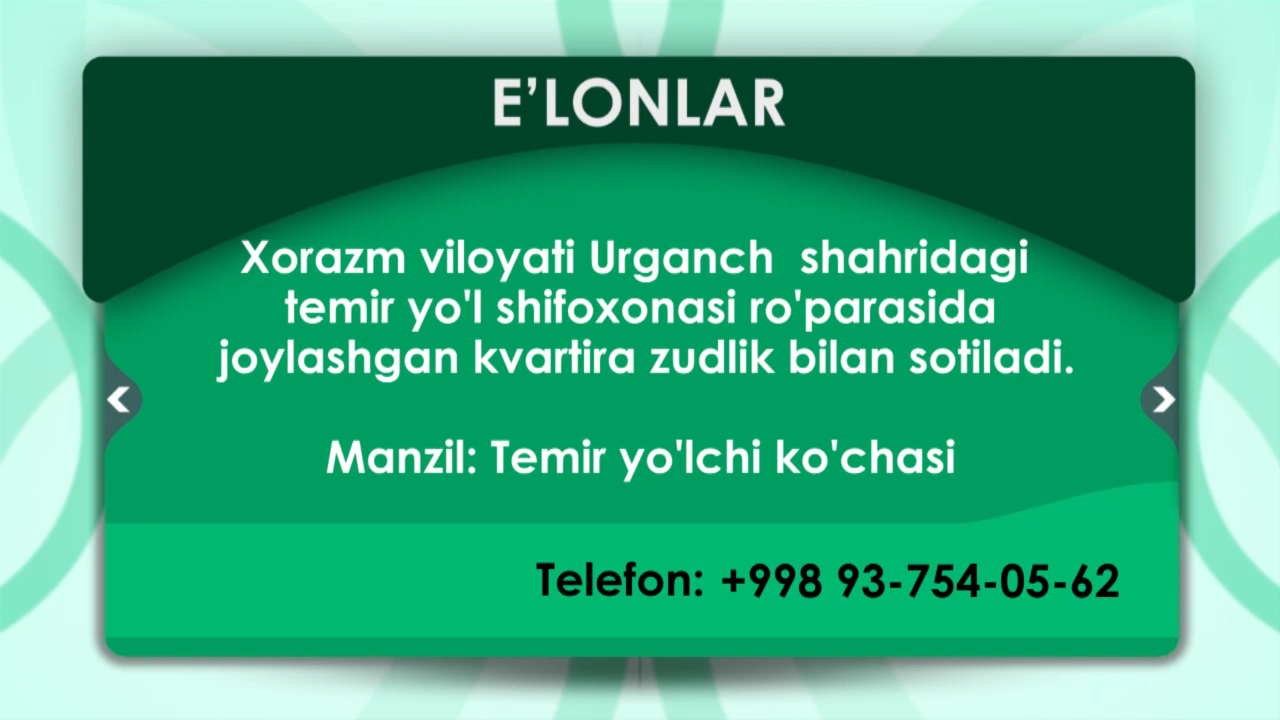 E’LONLAR
Xorazm viloyati Urganch shahridagi
temir yo'l shifoxonasi ro'parasida
joylashgan kvartira zudlik bilan sotiladi.
Manzil: Temir yo'lchi ko'chasi
Telefon: +998 93-754-05-62